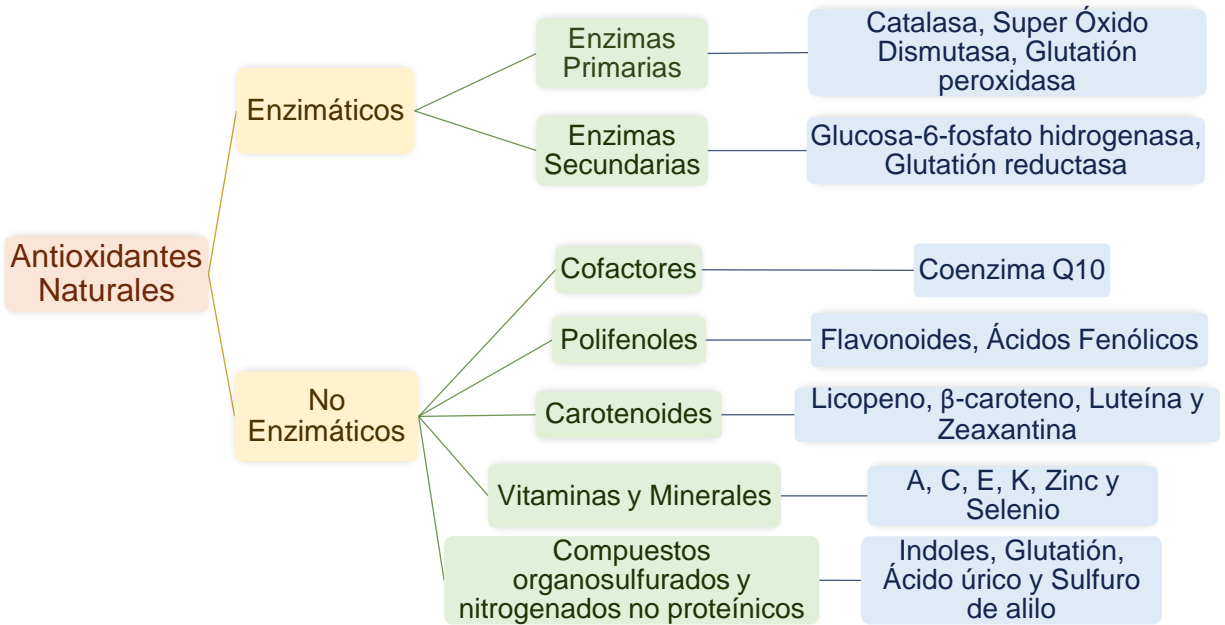 Antioxidantes
Naturales
Enzimáticos
Enzimas
Primarias
Catalasa, Super Óxido
Dismutasa, Glutatión
peroxidasa
Enzimas
Secundarias
Glucosa-6-fosfato hidrogenasa,
Glutatión reductasa
No
Enzimáticos
Cofactores
Coenzima Q10
Polifenoles
Flavonoides, Ácidos Fenólicos
Carotenoides
Licopeno, β-caroteno, Luteína y
Zeaxantina
Vitaminas y Minerales
A, C, E, K, Zinc y
Selenio
Compuestos
organosulfurados y
nitrogenados no proteínicos
Indoles, Glutatión,
Ácido úrico y Sulfuro
de alilo